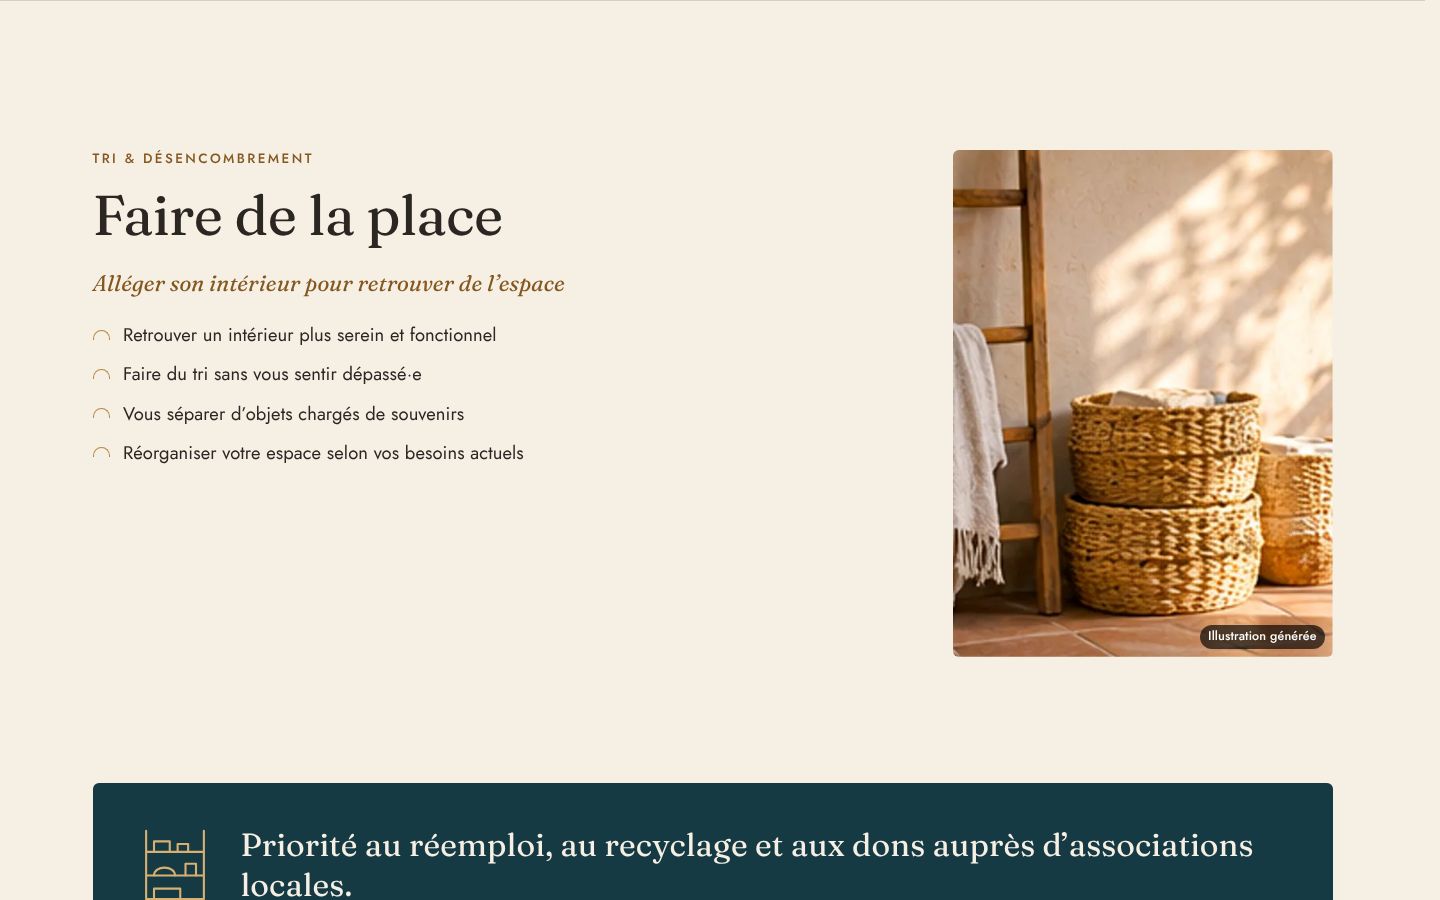 TRI & DÉSENCOMBREMENT
Faire de la place
Alléger son intérieur pour retrouver de l’espace
Retrouver un intérieur plus serein et fonctionnel
Faire du tri sans vous sentir dépassé·e
Vous séparer d’objets chargés de souvenirs
Réorganiser votre espace selon vos besoins actuels
Illustration générée
Priorité au réemploi, au recyclage et aux dons auprès d’associations
locales.